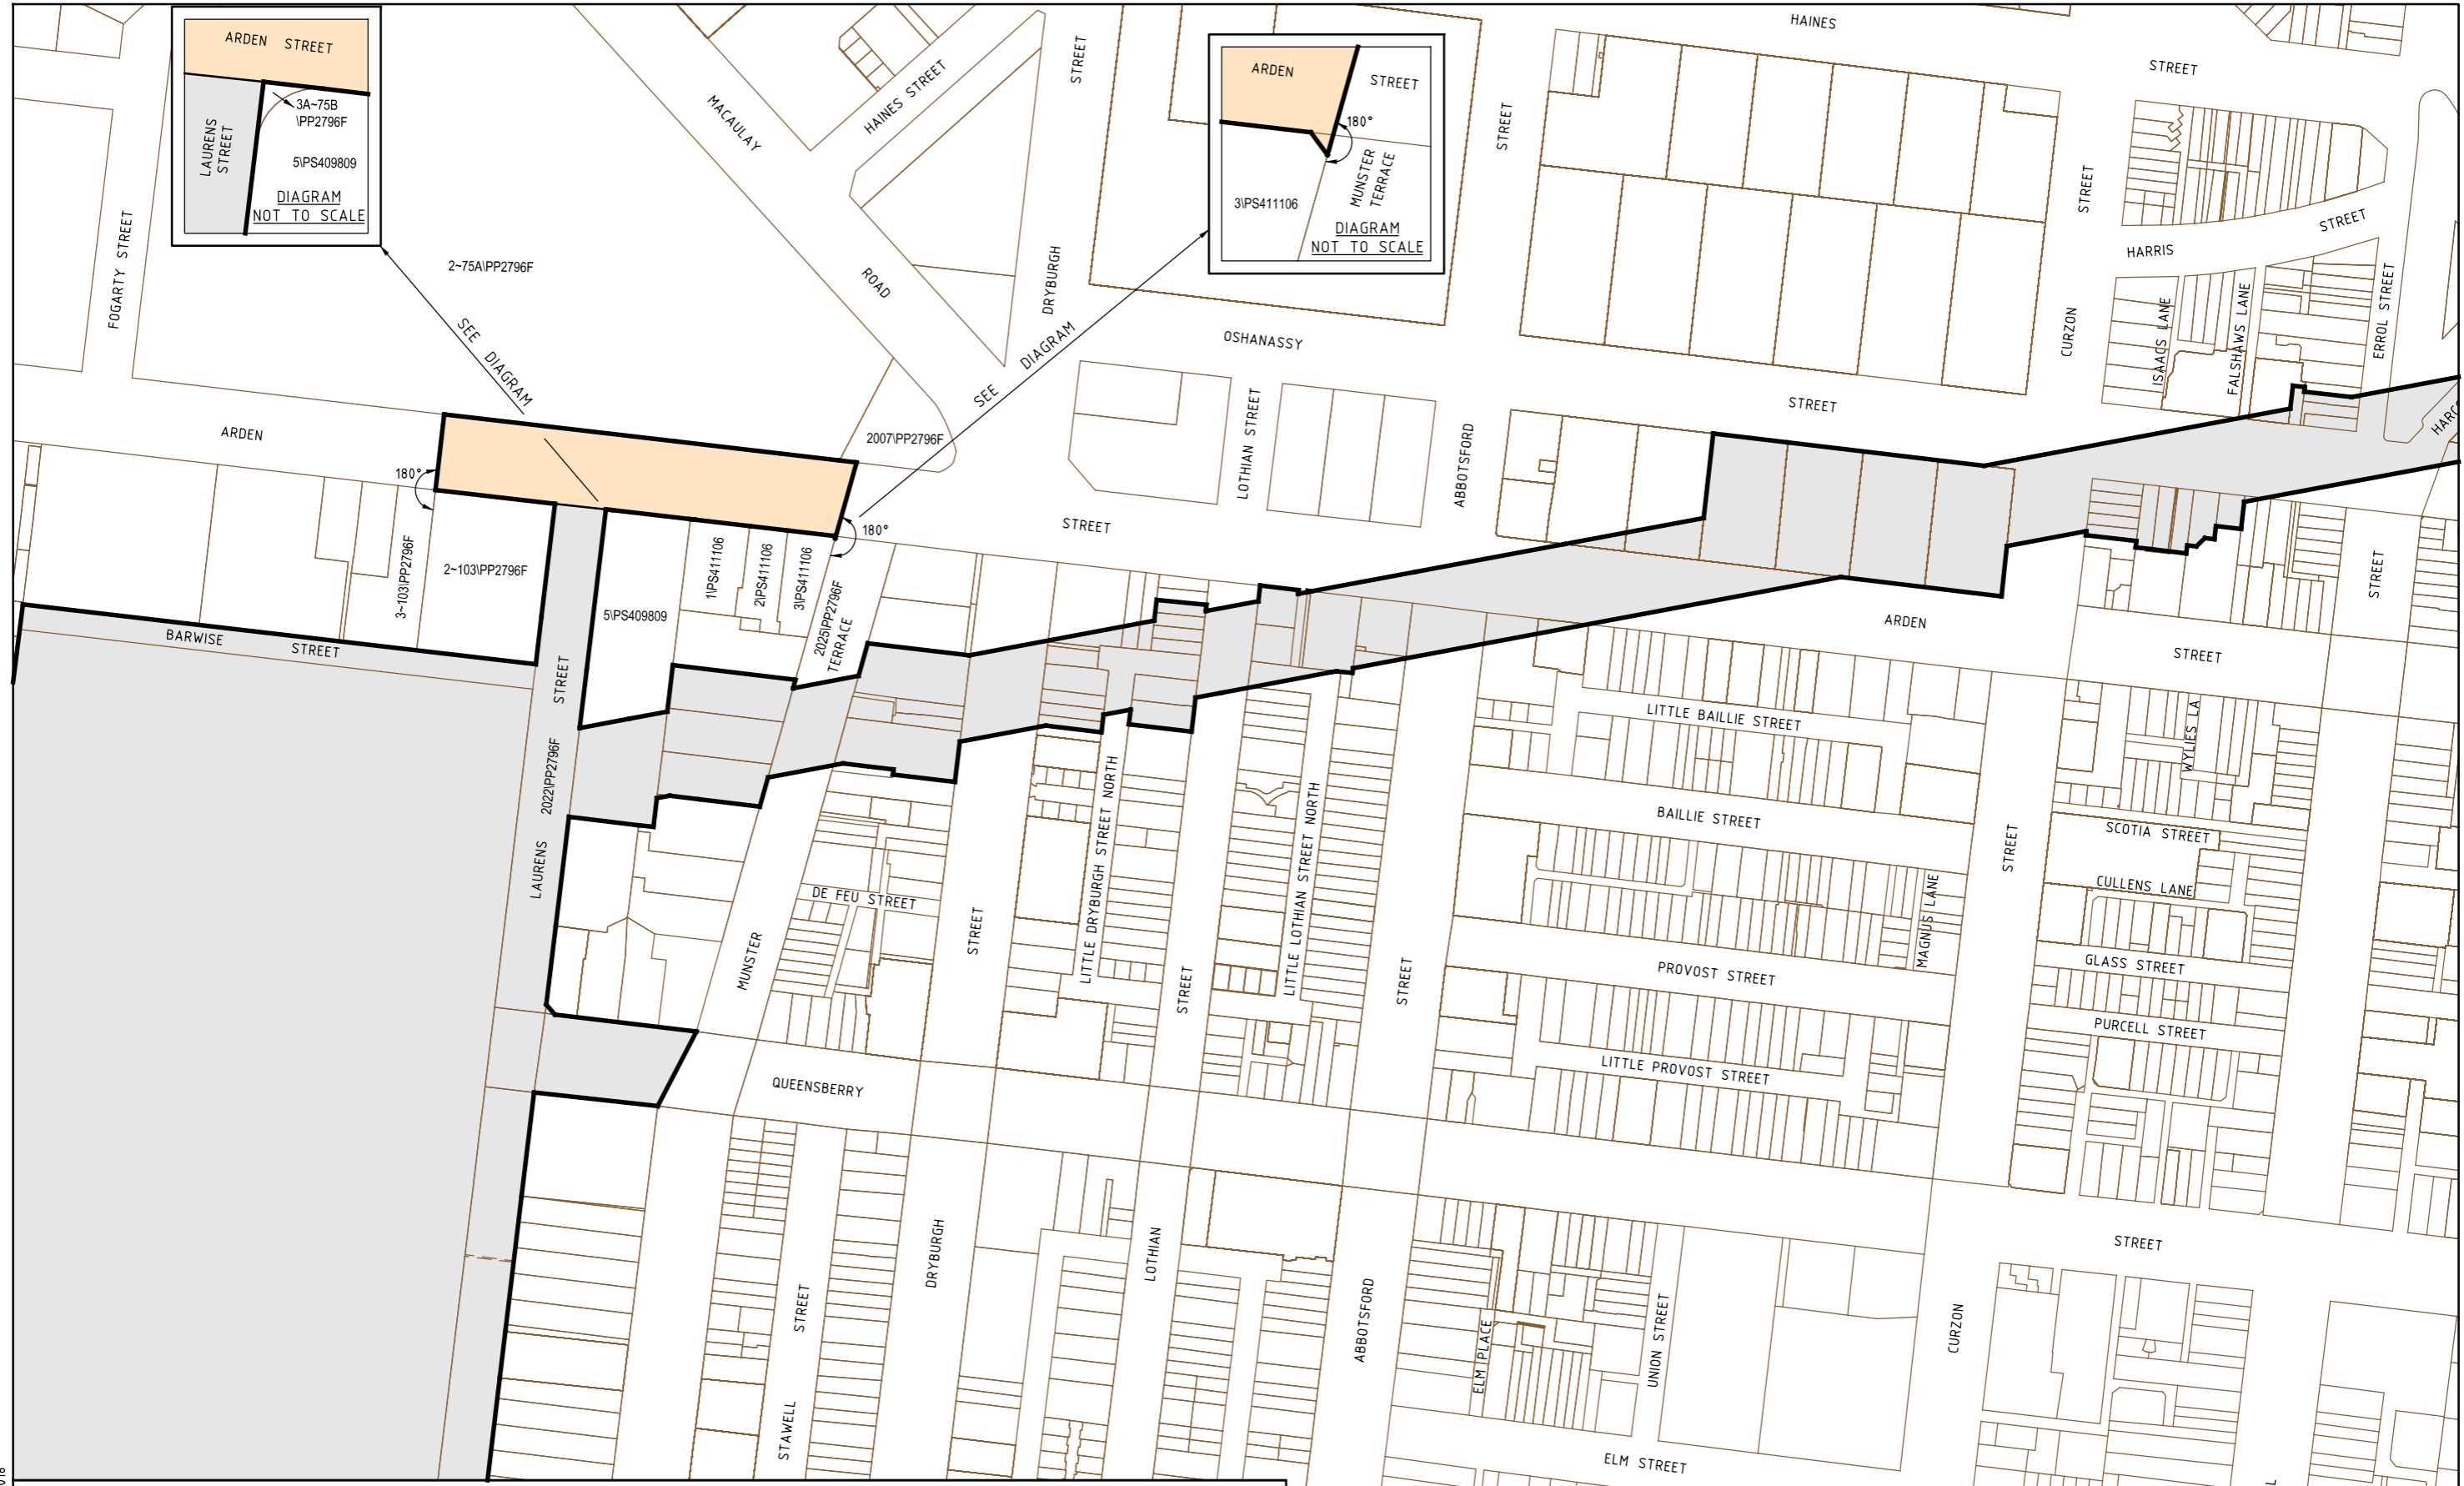 HAINES
STREET
ARDEN STREET
3A~75B
\PP2796F
LAURENS
STREET
5\PS409809
DIAGRAM
NOT TO SCALE
MACAULAY
HAINES STREET
STREET
ARDEN
STREET
180°
MUNSTER
TERRACE
3\PS411106
DIAGRAM
NOT TO SCALE
STREET
STREET
HARRIS
STREET
FOGARTY STREET
2~75A\PP2796F
ROAD
DRYBURGH
SEE DIAGRAM
SEE DIAGRAM
OSHANASSY
STREET
CURZON
ISAACS LANE
FALSHAWS LANE
ERROL STREET
LOTHIAN STREET
ABBOTSFORD
ARDEN
2007\PP2796F
180°
180°
STREET
3~103\PP2796F
2~103\PP2796F
5\PS409809
1\PS411106
2\PS411106
3\PS411106
2025\PP2796F
TERRACE
BARWISE
STREET
STREET
2022\PP2796F
LAURENS
ARDEN
STREET
STREET
LITTLE BAILLIE STREET
WYLIES LA
BAILLIE STREET
SCOTIA STREET
STREET
CULLENS LANE
DE FEU STREET
MUNSTER
STREET
LITTLE DRYBURGH STREET NORTH
STREET
LITTLE LOTHIAN STREET NORTH
STREET
MAGNUS LANE
PROVOST STREET
GLASS STREET
PURCELL STREET
LITTLE PROVOST STREET
QUEENSBERRY
STREET
DRYBURGH
LOTHIAN
ABBOTSFORD
STREET
STAWELL
ELM PLACE
UNION STREET
CURZON
ELM STREET